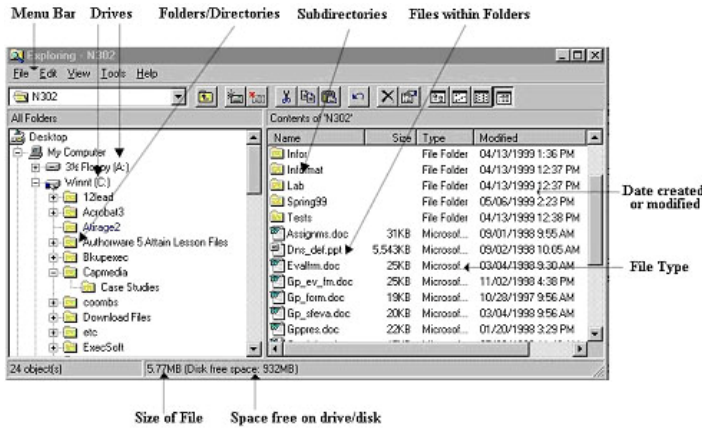 Menu Bar Drives Folders/Directories Subdirectories Files within Folders
Exploring - N302
File Edit View Tools Help
N302
All Folders Contents of 'N302'
Desktop
My Computer
3½ Floppy (A:)
Winnt (C:)
12lead
Acrobat3
Alirage2
Authorware 5 Attain Lesson Files
Bkupexec
Capmedia
Case Studies
coombs
Download Files
etc
ExecSoft
Name Size Type Modified
Infor File Folder 04/13/1999 1:36 PM
Informat File Folder 04/13/1999 12:37 PM
Lab File Folder 04/13/1999 12:37 PM
Spring99 File Folder 05/06/1999 2:23 PM
Tests File Folder 04/13/1999 12:38 PM
Assignms.doc 31KB Microsof... 09/01/1998 9:55 AM
Dns_def.ppt 5,543KB Microsof... 09/02/1998 10:05 AM
Evalfrm.doc 25KB Microsof... 03/04/1998 9:30 AM
Gp_ev_fm.doc 25KB Microsof... 11/02/1998 4:38 PM
Gp_form.doc 19KB Microsof... 10/28/1997 9:56 AM
Gp_sfeva.doc 20KB Microsof... 03/04/1998 9:56 AM
Gppres.doc 22KB Microsof... 01/20/1998 3:29 PM
Date created
or modified
File Type
24 object(s) 5.77MB (Disk free space: 932MB)
Size of File Space free on drive/disk